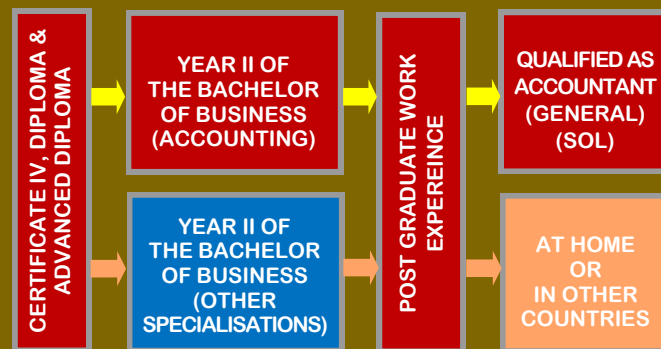 CERTIFICATE IV, DIPLOMA &
ADVANCED DIPLOMA
YEAR II OF
THE BACHELOR
OF BUSINESS
(ACCOUNTING)
YEAR II OF
THE BACHELOR
OF BUSINESS
(OTHER
SPECIALISATIONS)
POST GRADUATE WORK
EXPEREINCE
QUALIFIED AS
ACCOUNTANT
(GENERAL)
(SOL)
AT HOME
OR
IN OTHER
COUNTRIES